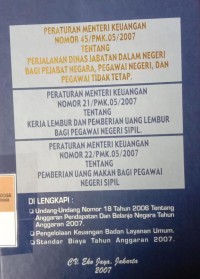 PERATURAN MENTERI KEUANGAN
NOMOR 45/PMK.05/2007
TENTANG
PERJALANAN DINAS JABATAN DALAM NEGERI
BAGI PEJABAT NEGARA, PEGAWAI NEGERI, DAN
PEGAWAI TIDAK TETAP.
PERATURAN MENTERI KEUANGAN
NOMOR 21/PMK.05/2007
TENTANG
KERJA LEMBUR DAN PEMBERIAN UANG LEMBUR
BAGI PEGAWAI NEGERI SIPIL.
PERATURAN MENTERI KEUANGAN
NOMOR 22/PMK.05/2007
TENTANG
PEMBERIAN UANG MAKAN BAGI PEGAWAI
NEGERI SIPIL
DI LENGKAPI :
Undang-Undang Nomor 18 Tahun 2006 Tentang
Anggaran Pendapatan Dan Belanja Negara Tahun
Anggaran 2007.
Pengelolaan Keuangan Badan Layanan Umum.
Standar Biaya Tahun Anggaran 2007.
CV. Eko Jaya, Jakarta
2007